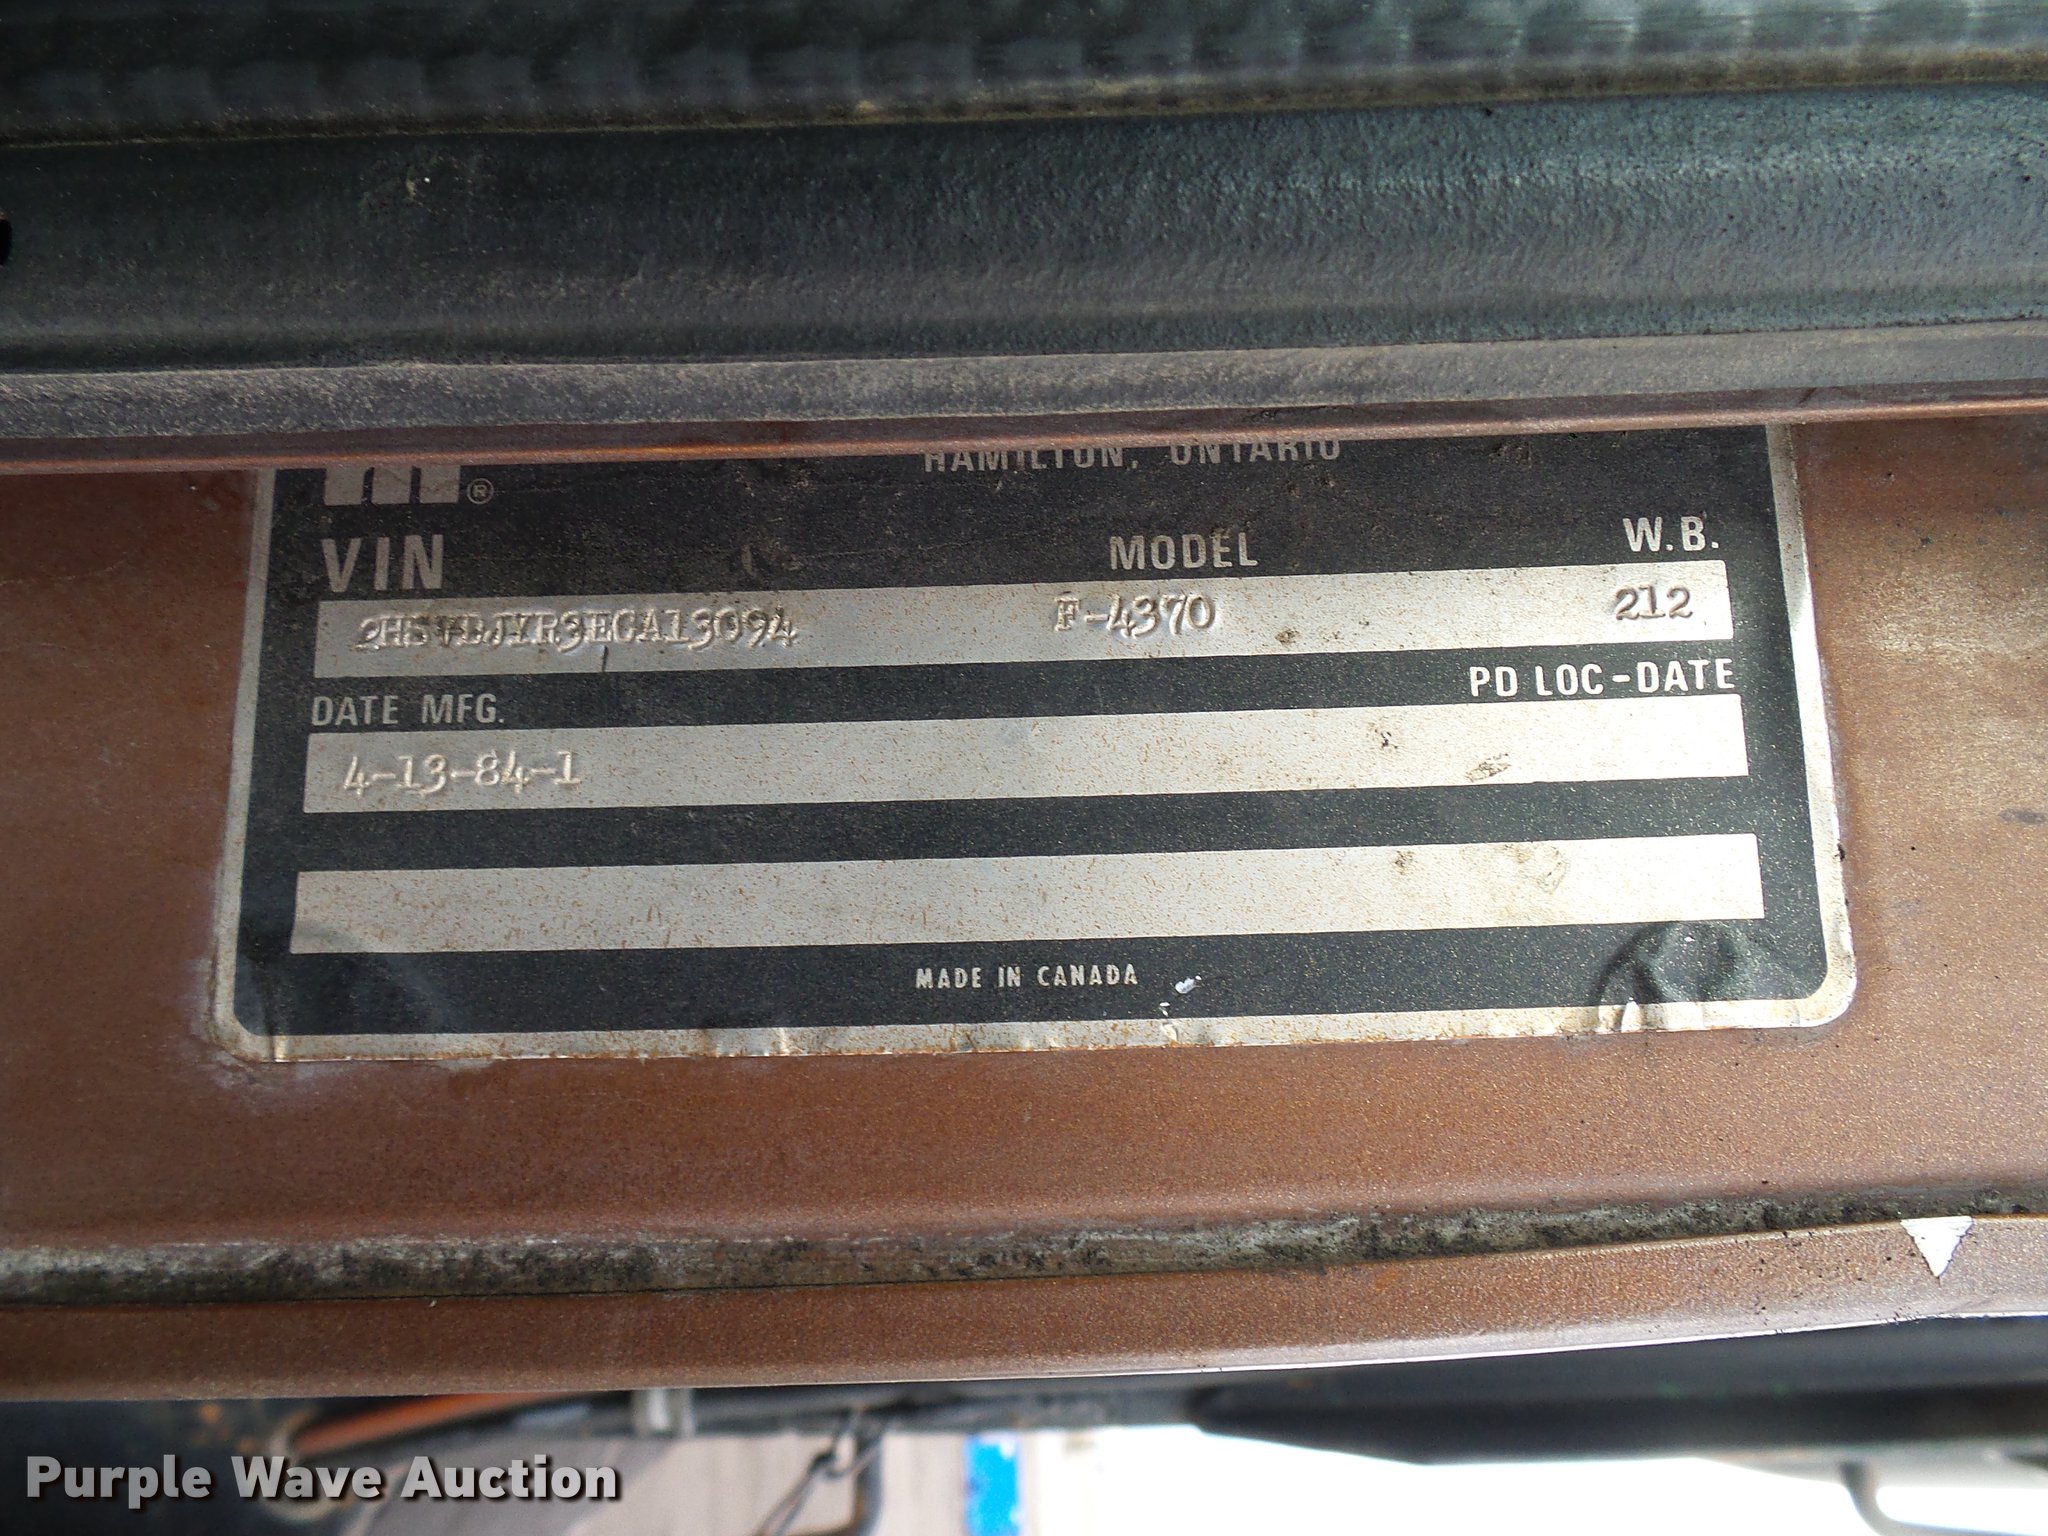 HAMILTON, ONTARIO
®
VIN MODEL W.B.
F-4370 212
DATE MFG. PD LOC-DATE
4-13-84-1
MADE IN CANADA
Purple Wave Auction